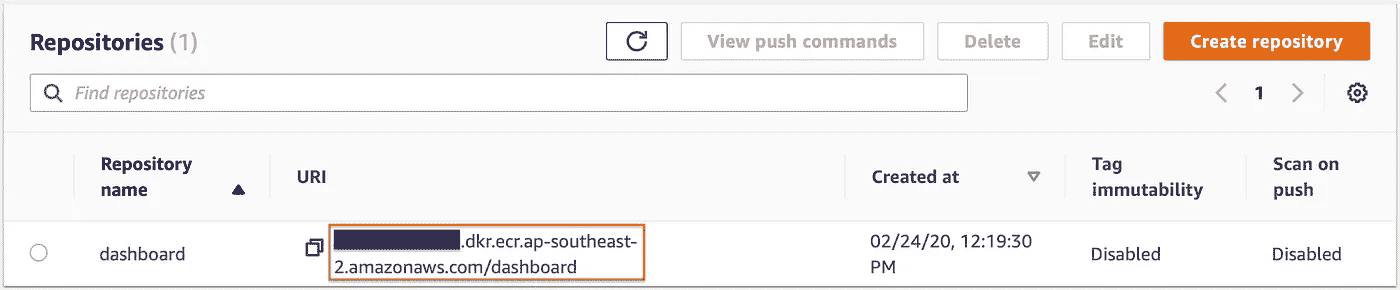 Repositories (1)
View push commands
Delete
Edit
Create repository
Find repositories
1
Repository
name
URI
Created at
Tag
immutability
Scan on
push
dashboard
.dkr.ecr.ap-southeast-
2.amazonaws.com/dashboard
02/24/20, 12:19:30
PM
Disabled
Disabled